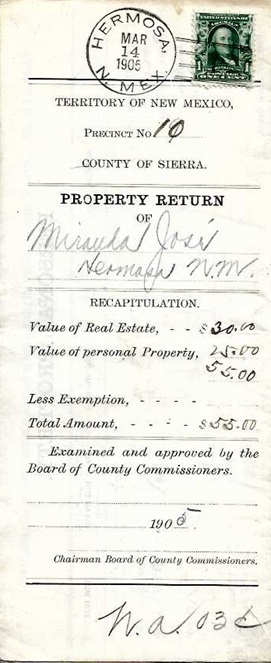 HERMOSA,
MAR
14
1905
N. MEX.
TERRITORY OF NEW MEXICO,
PRECINCT No 10
COUNTY OF SIERRA.
PROPERTY RETURN
OF
Miranda José
Hermosa N.M.
RECAPITULATION.
Value of Real Estate, - - $ 30.00
Value of personal Property, 25.00
55.00
Less Exemption, - - - -
Total Amount, - - - - $ 55.00
Examined and approved by the
Board of County Commissioners.
1905
Chairman Board of County Commissioners.